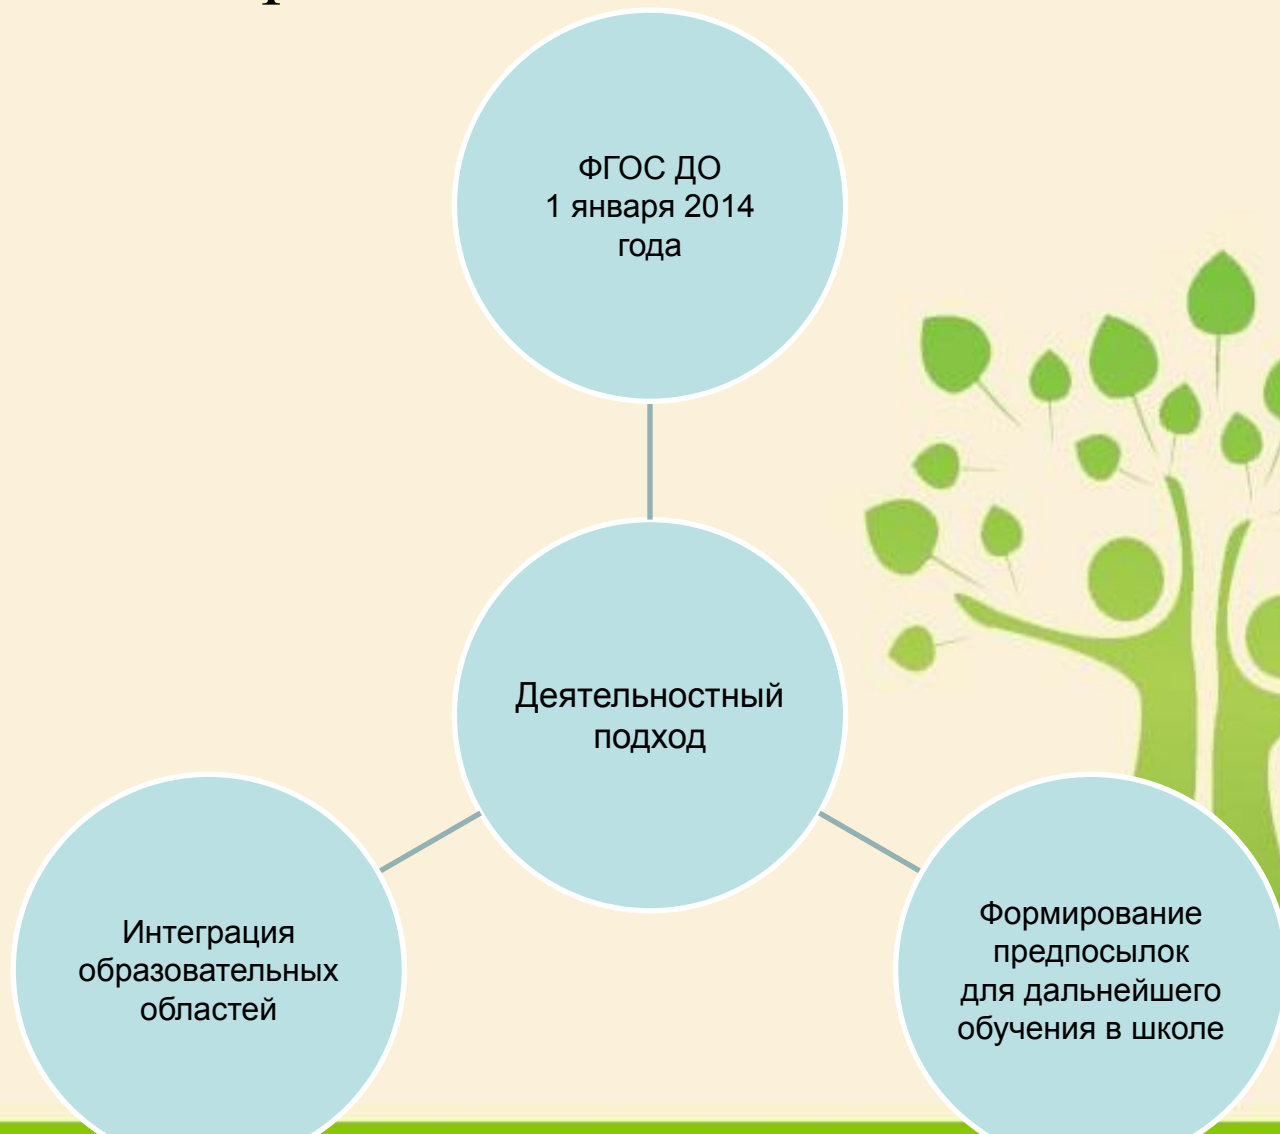 ФГОС ДО
1 января 2014
года
Деятельностный
подход
Интеграция
образовательных
областей
Формирование
предпосылок
для дальнейшего
обучения в школе